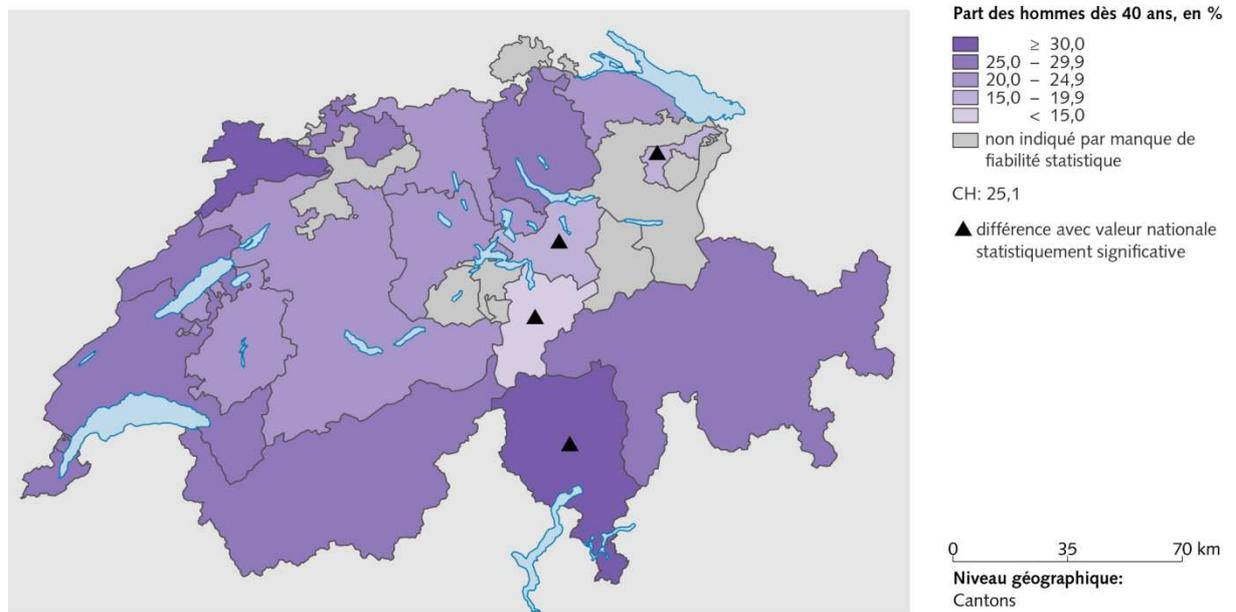 Part des hommes dès 40 ans, en %
≥ 30,0
25,0 – 29,9
20,0 – 24,9
15,0 – 19,9
< 15,0
non indiqué par manque de
fiabilité statistique
CH: 25,1
différence avec valeur nationale
statistiquement significative
0 35 70 km
Niveau géographique:
Cantons